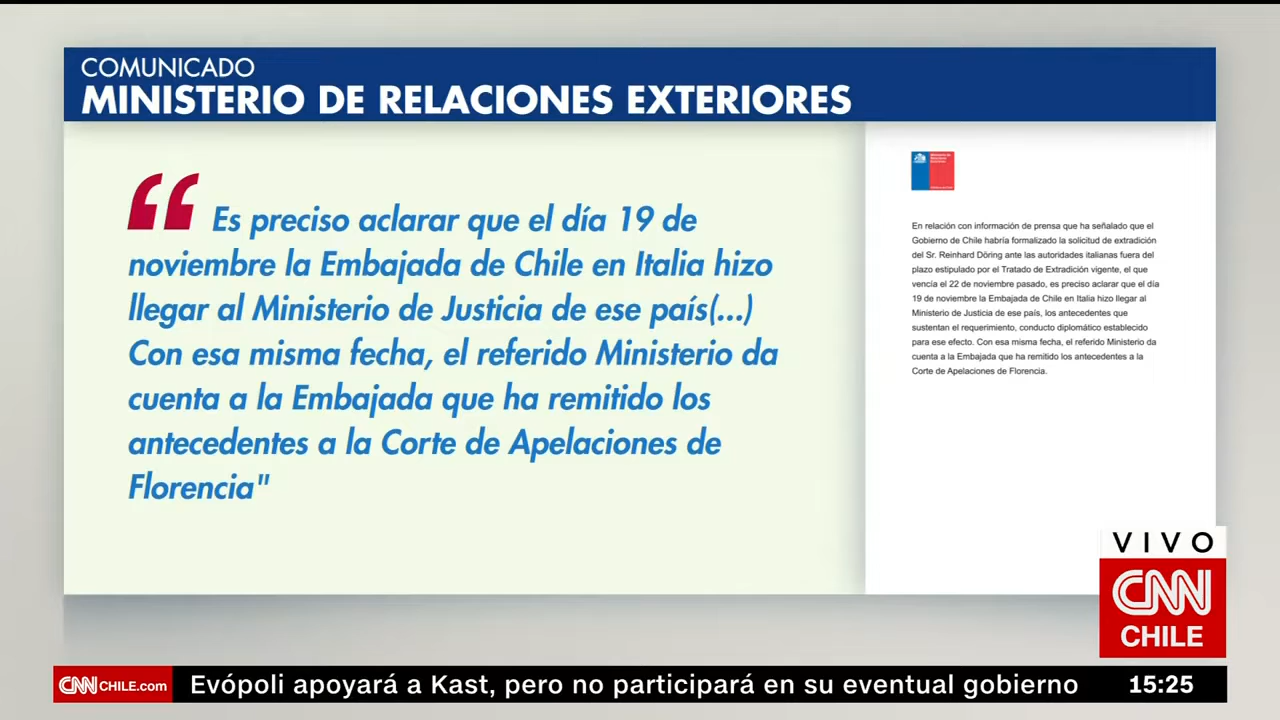 COMUNICADO
MINISTERIO DE RELACIONES EXTERIORES
“ Es preciso aclarar que el día 19 de
noviembre la Embajada de Chile en Italia hizo
llegar al Ministerio de Justicia de ese país(...)
Con esa misma fecha, el referido Ministerio da
cuenta a la Embajada que ha remitido los
antecedentes a la Corte de Apelaciones de
Florencia"
En relación con información de prensa que ha señalado que el
Gobierno de Chile habría formalizado la solicitud de extradición
del Sr. Reinhard Döring ante las autoridades italianas fuera del
plazo estipulado por el Tratado de Extradición vigente, el que
vencía el 22 de noviembre pasado, es preciso aclarar que el día
19 de noviembre la Embajada de Chile en Italia hizo llegar al
Ministerio de Justicia de ese país, los antecedentes que
sustentan el requerimiento, conducto diplomático establecido
para ese efecto. Con esa misma fecha, el referido Ministerio da
cuenta a la Embajada que ha remitido los antecedentes a la
Corte de Apelaciones de Florencia.
VIVO
CNN
CHILE
CNNCHILE.com
Evópoli apoyará a Kast, pero no participará en su eventual gobierno
15:25